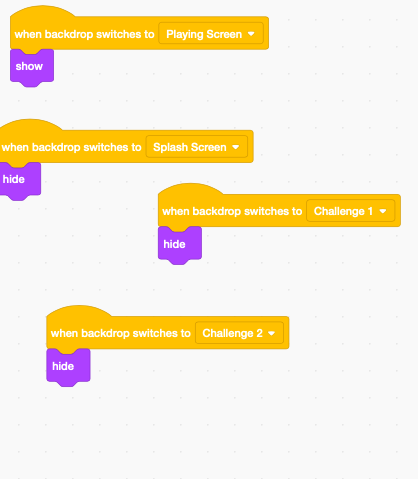 when backdrop switches to Playing Screen
show
when backdrop switches to Splash Screen
hide
when backdrop switches to Challenge 1
hide
when backdrop switches to Challenge 2
hide